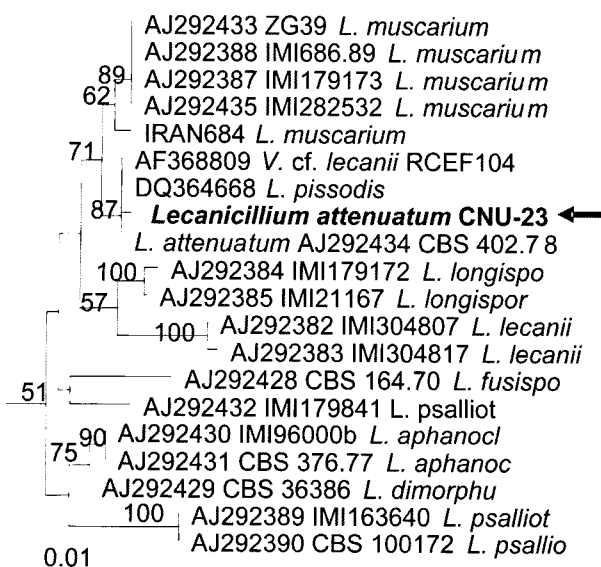 AJ292433 ZG39 L. muscarium
AJ292388 IMI686.89 L. muscarium
89 AJ292387 IMI179173 L. muscarium
62 AJ292435 IMI282532 L. muscarium
IRAN684 L. muscarium
71 AF368809 V. cf. lecanii RCEF104
DQ364668 L. pissodis
87 Lecanicillium attenuatum CNU-23
L. attenuatum AJ292434 CBS 402.78
100 AJ292384 IMI179172 L. longispo
57 AJ292385 IMI21167 L. longispor
100 AJ292382 IMI304807 L. lecanii
AJ292383 IMI304817 L. lecanii
51 AJ292428 CBS 164.70 L. fusispo
AJ292432 IMI179841 L. psalliot
90 AJ292430 IMI96000b L. aphanocl
75 AJ292431 CBS 376.77 L. aphanoc
AJ292429 CBS 36386 L. dimorphu
100 AJ292389 IMI163640 L. psalliot
AJ292390 CBS 100172 L. psallio
0.01